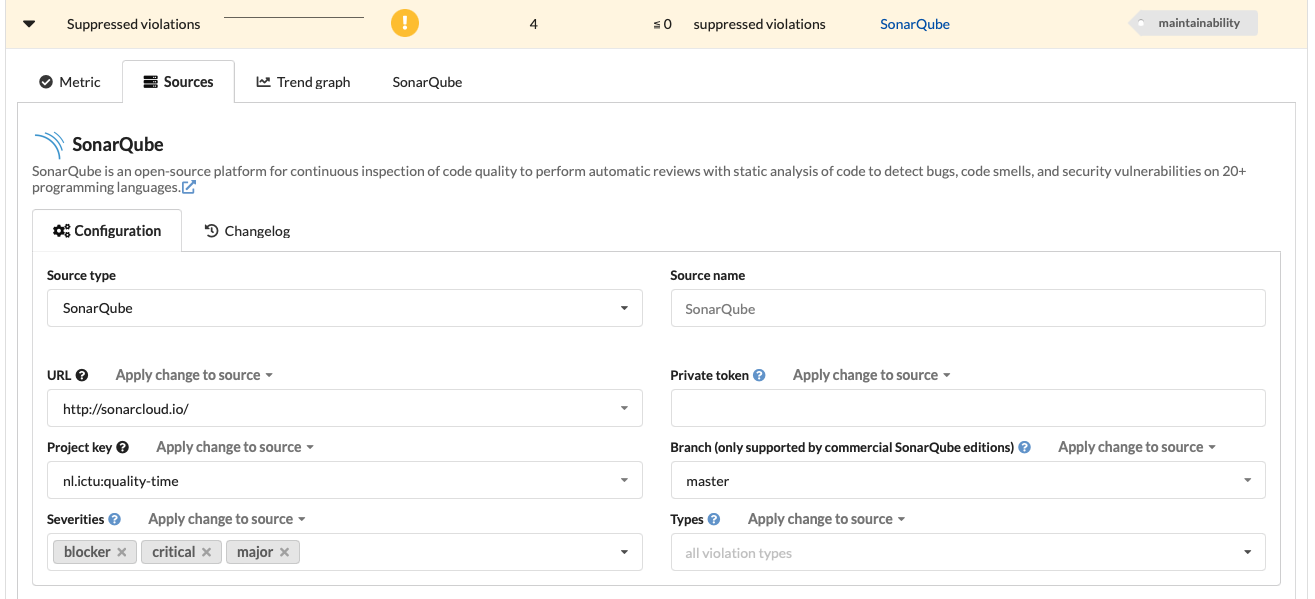 Suppressed violations 4 ≤ 0 suppressed violations SonarQube maintainability
Metric Sources Trend graph SonarQube
SonarQube
SonarQube is an open-source platform for continuous inspection of code quality to perform automatic reviews with static analysis of code to detect bugs, code smells, and security vulnerabilities on 20+
programming languages.
Configuration Changelog
Source type Source name
SonarQube SonarQube
URL Apply change to source Private token Apply change to source
http://sonarcloud.io/
Project key Apply change to source Branch (only supported by commercial SonarQube editions) Apply change to source
nl.ictu:quality-time master
Severities Apply change to source Types Apply change to source
blocker critical major all violation types